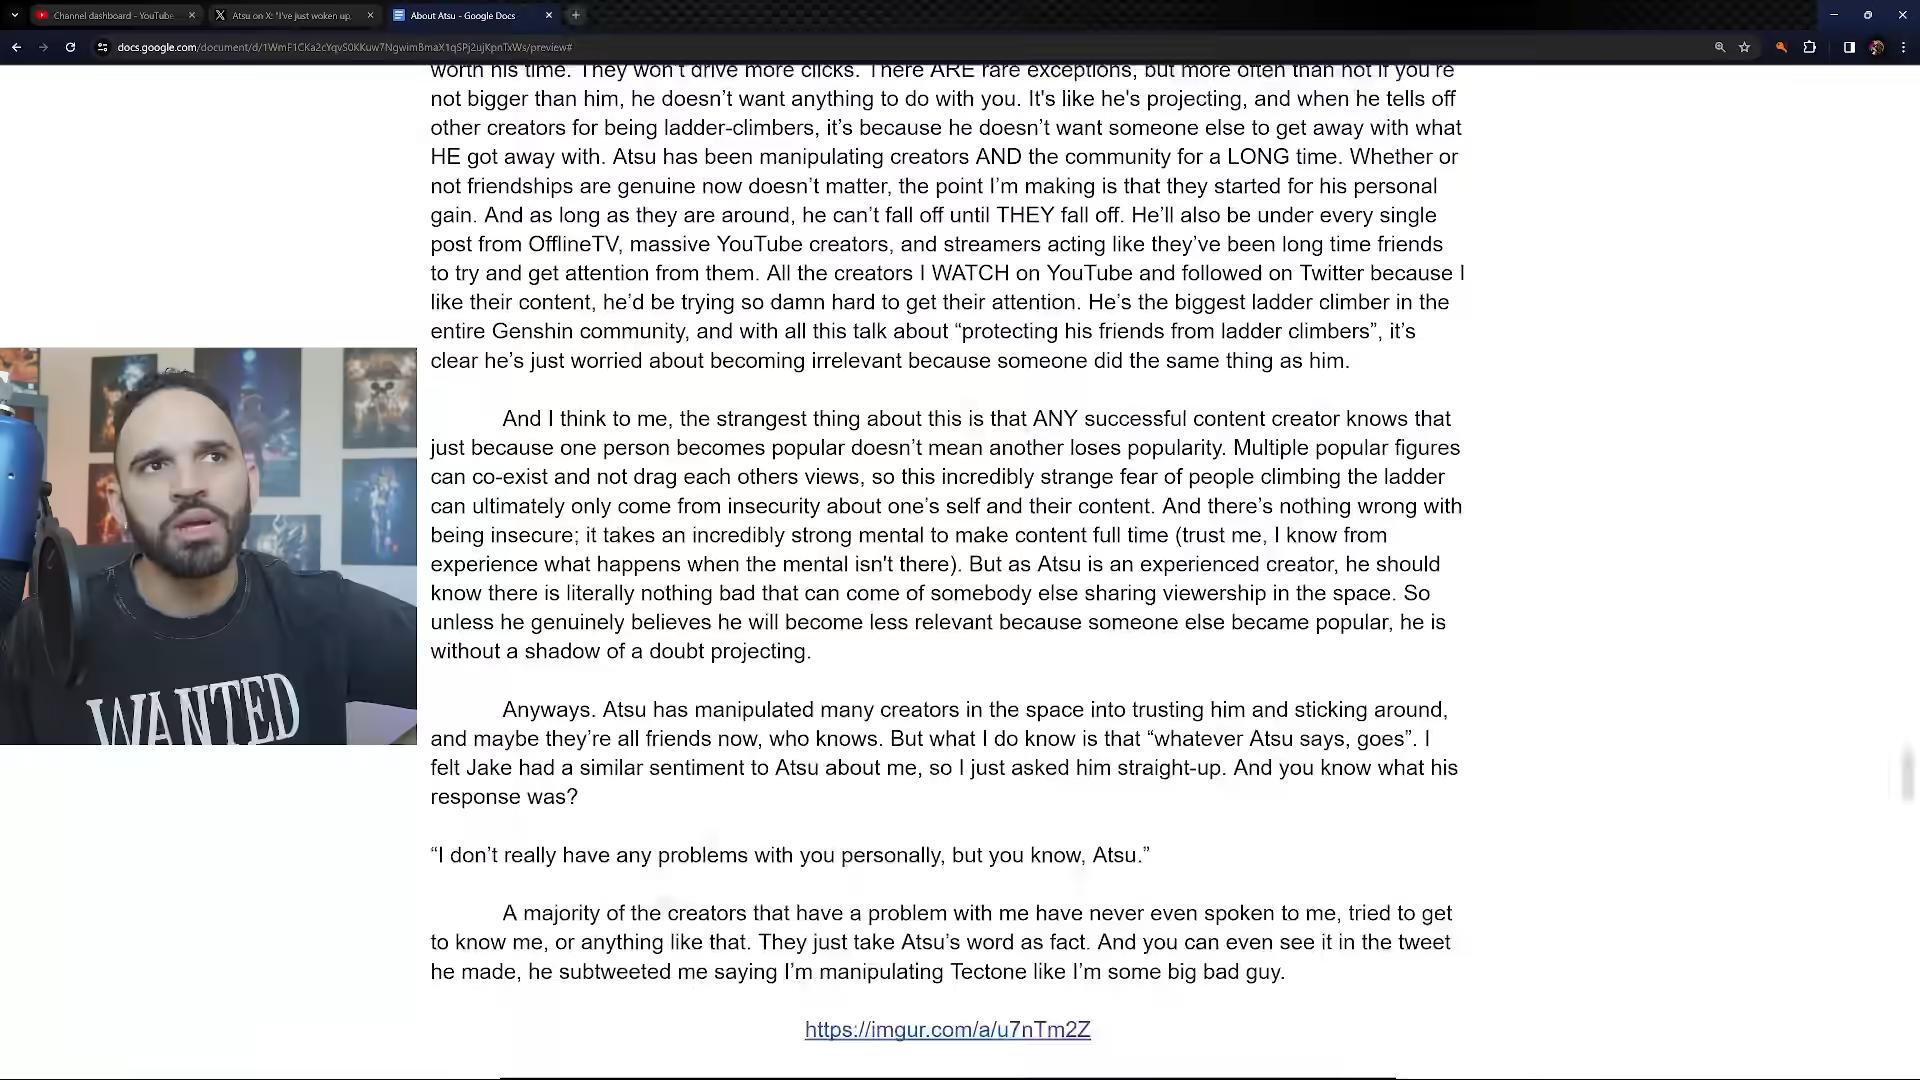 Channel dashboard - YouTube
Atsu on X: "I've just woken up,
About Atsu - Google Docs
docs.google.com/document/d/1WmF1CKa2cYqvS0KKuw7NgwimBmaX1qSPj2ujKpnTxWs/preview#
worth his time. They won't drive more clicks. There ARE rare exceptions, but more often than not if you're
not bigger than him, he doesn’t want anything to do with you. It's like he's projecting, and when he tells off
other creators for being ladder-climbers, it’s because he doesn’t want someone else to get away with what
HE got away with. Atsu has been manipulating creators AND the community for a LONG time. Whether or
not friendships are genuine now doesn’t matter, the point I’m making is that they started for his personal
gain. And as long as they are around, he can’t fall off until THEY fall off. He’ll also be under every single
post from OfflineTV, massive YouTube creators, and streamers acting like they’ve been long time friends
to try and get attention from them. All the creators I WATCH on YouTube and followed on Twitter because I
like their content, he’d be trying so damn hard to get their attention. He’s the biggest ladder climber in the
entire Genshin community, and with all this talk about “protecting his friends from ladder climbers”, it’s
clear he’s just worried about becoming irrelevant because someone did the same thing as him.
And I think to me, the strangest thing about this is that ANY successful content creator knows that
just because one person becomes popular doesn’t mean another loses popularity. Multiple popular figures
can co-exist and not drag each others views, so this incredibly strange fear of people climbing the ladder
can ultimately only come from insecurity about one’s self and their content. And there’s nothing wrong with
being insecure; it takes an incredibly strong mental to make content full time (trust me, I know from
experience what happens when the mental isn't there). But as Atsu is an experienced creator, he should
know there is literally nothing bad that can come of somebody else sharing viewership in the space. So
unless he genuinely believes he will become less relevant because someone else became popular, he is
without a shadow of a doubt projecting.
Anyways. Atsu has manipulated many creators in the space into trusting him and sticking around,
and maybe they’re all friends now, who knows. But what I do know is that “whatever Atsu says, goes”. I
felt Jake had a similar sentiment to Atsu about me, so I just asked him straight-up. And you know what his
response was?
“I don’t really have any problems with you personally, but you know, Atsu.”
A majority of the creators that have a problem with me have never even spoken to me, tried to get
to know me, or anything like that. They just take Atsu’s word as fact. And you can even see it in the tweet
he made, he subtweeted me saying I’m manipulating Tectone like I’m some big bad guy.
https://imgur.com/a/u7nTm2Z
WANTED